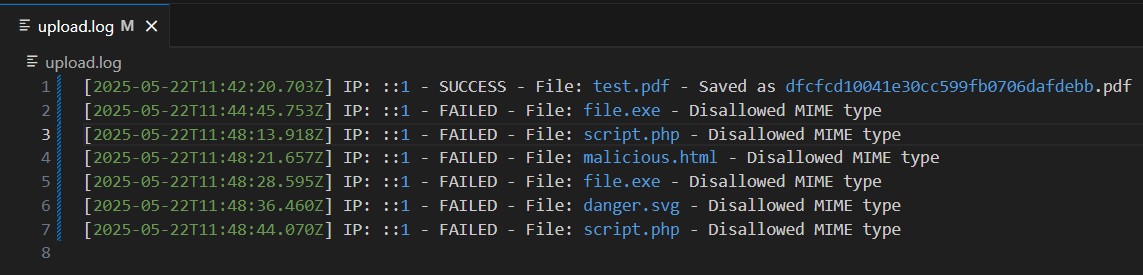 upload.log M ×
upload.log
1 [2025-05-22T11:42:20.703Z] IP: ::1 - SUCCESS - File: test.pdf - Saved as dfcfcd10041e30cc599fb0706dafdebb.pdf
2 [2025-05-22T11:44:45.753Z] IP: ::1 - FAILED - File: file.exe - Disallowed MIME type
3 [2025-05-22T11:48:13.918Z] IP: ::1 - FAILED - File: script.php - Disallowed MIME type
4 [2025-05-22T11:48:21.657Z] IP: ::1 - FAILED - File: malicious.html - Disallowed MIME type
5 [2025-05-22T11:48:28.595Z] IP: ::1 - FAILED - File: file.exe - Disallowed MIME type
6 [2025-05-22T11:48:36.460Z] IP: ::1 - FAILED - File: danger.svg - Disallowed MIME type
7 [2025-05-22T11:48:44.070Z] IP: ::1 - FAILED - File: script.php - Disallowed MIME type
8